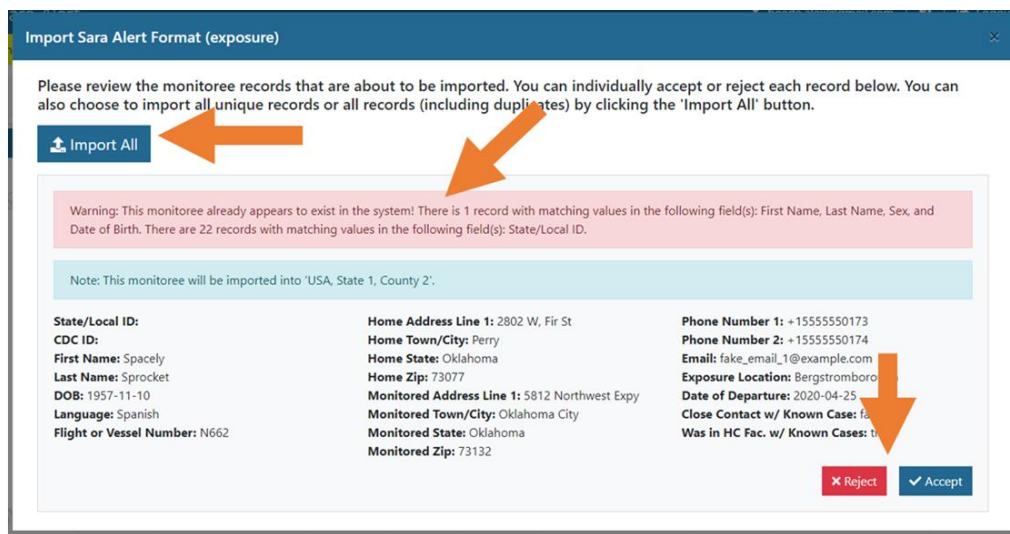 Import Sara Alert Format (exposure)
×
Please review the monitoree records that are about to be imported. You can individually accept or reject each record below. You can
also choose to import all unique records or all records (including duplicates) by clicking the 'Import All' button.
Import All
Warning: This monitoree already appears to exist in the system! There is 1 record with matching values in the following field(s): First Name, Last Name, Sex, and
Date of Birth. There are 22 records with matching values in the following field(s): State/Local ID.
Note: This monitoree will be imported into 'USA, State 1, County 2'.
State/Local ID:
CDC ID:
First Name: Spacely
Last Name: Sprocket
DOB: 1957-11-10
Language: Spanish
Flight or Vessel Number: N662
Home Address Line 1: 2802 W, Fir St
Home Town/City: Perry
Home State: Oklahoma
Home Zip: 73077
Monitored Address Line 1: 5812 Northwest Expy
Monitored Town/City: Oklahoma City
Monitored State: Oklahoma
Monitored Zip: 73132
Phone Number 1: +15555550173
Phone Number 2: +15555550174
Email: fake_email_1@example.com
Exposure Location:
Date of Departure: 2020-04-25
Close Contact w/ Known Case:
Was in HC Fac. w/ Known Cases:
Reject
Accept